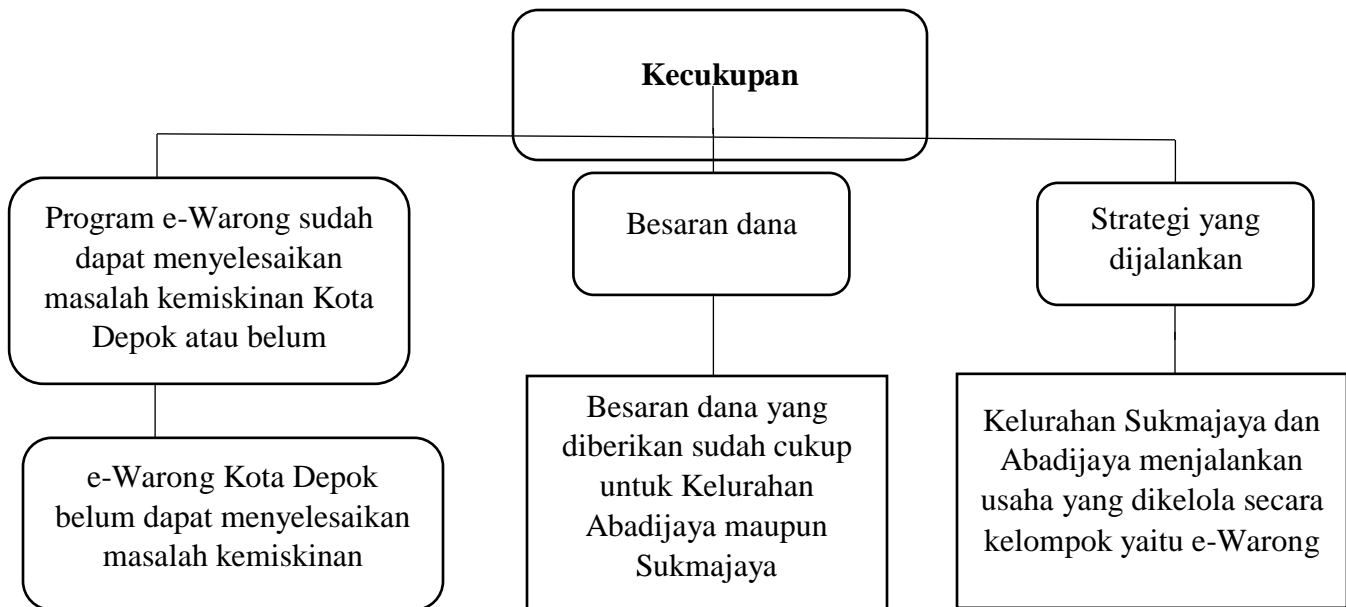 Kecukupan
Program e-Warong sudah
dapat menyelesaikan
masalah kemiskinan Kota
Depok atau belum
Besaran dana
Strategi yang
dijalankan
e-Warong Kota Depok
belum dapat menyelesaikan
masalah kemiskinan
Besaran dana yang
diberikan sudah cukup
untuk Kelurahan
Abadijaya maupun
Sukmajaya
Kelurahan Sukmajaya dan
Abadijaya menjalankan
usaha yang dikelola secara
kelompok yaitu e-Warong